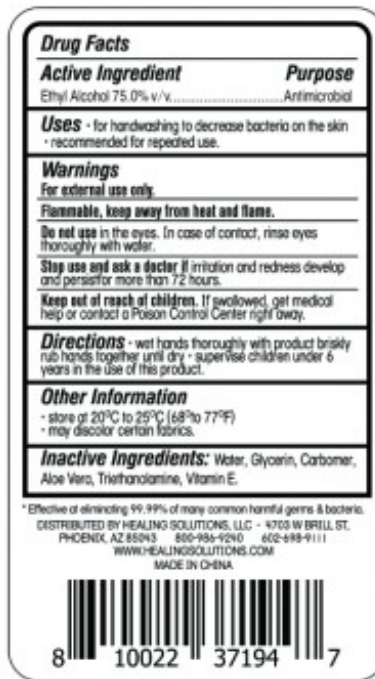 Drug Facts
Active Ingredient Purpose
Ethyl Alcohol 75.0% v/v..............................Antimicrobial
Uses · for handwashing to decrease bacteria on the skin
· recommended for repeated use.
Warnings
For external use only.
Flammable, keep away from heat and flame.
Do not use in the eyes. In case of contact, rinse eyes
thoroughly with water.
Stop use and ask a doctor if irritation and redness develop
and persistfor more than 72 hours.
Keep out of reach of children. If swallowed, get medical
help or contact a Poison Control Center right away.
Directions · wet hands thoroughly with product briskly
rub hands together until dry · supervise children under 6
years in the use of this product.
Other Information
· store at 20°C to 25°C (68°to 77°F)
· may discolor certain fabrics.
Inactive Ingredients: Water, Glycerin, Carbomer,
Aloe Vera, Triethanolamine, Vitamin E.
* Effective at eliminating 99.99% of many common harmful germs & bacteria.
DISTRIBUTED BY HEALING SOLUTIONS, LLC - 4703 W BRILL ST.
PHOENIX, AZ 85043 800-986-9240 602-698-9111
WWW.HEALINGSOLUTIONS.COM
MADE IN CHINA
8 10022 37194 7